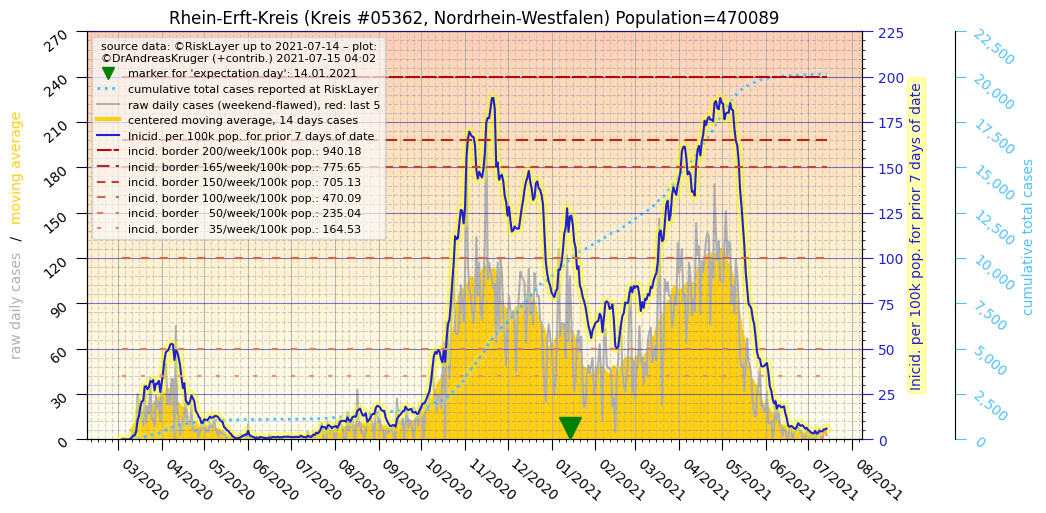 Rhein-Erft-Kreis (Kreis #05362, Nordrhein-Westfalen) Population=470089
source data: ©RiskLayer up to 2021-07-14 – plot:
©DrAndreasKruger (+contrib.) 2021-07-15 04:02
marker for 'expectation day': 14.01.2021
cumulative total cases reported at RiskLayer
raw daily cases (weekend-flawed), red: last 5
centered moving average, 14 days cases
Inicid. per 100k pop. for prior 7 days of date
incid. border 200/week/100k pop.: 940.18
incid. border 165/week/100k pop.: 775.65
incid. border 150/week/100k pop.: 705.13
incid. border 100/week/100k pop.: 470.09
incid. border 50/week/100k pop.: 235.04
incid. border 35/week/100k pop.: 164.53
raw daily cases / moving average
270
240
210
180
150
120
90
60
30
0
03/2020
04/2020
05/2020
06/2020
07/2020
08/2020
09/2020
10/2020
11/2020
12/2020
01/2021
02/2021
03/2021
04/2021
05/2021
06/2021
07/2021
08/2021
225
200
175
150
125
100
75
50
25
0
Inicid. per 100k pop. for prior 7 days of date
22,500
20,000
17,500
15,000
12,500
10,000
7,500
5,000
2,500
0
cumulative total cases